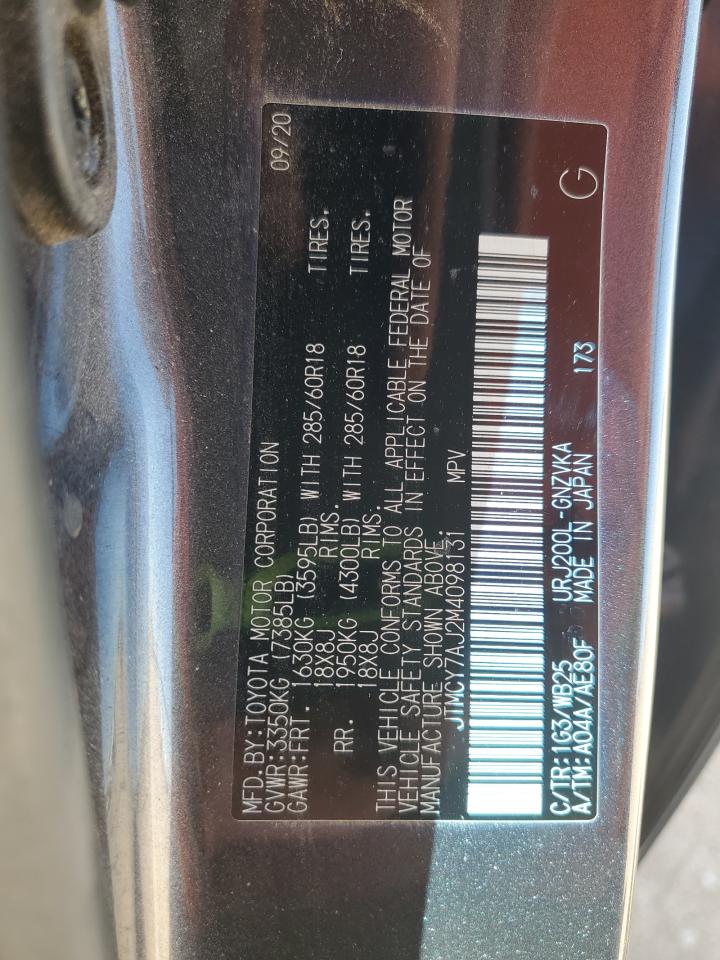 MFD.BY:TOYOTA MOTOR CORPORATION 09/20
GVWR:3350KG (7385LB)
GAWR:FRT. 1630KG (3595LB) WITH 285/60R18 TIRES.
18X8J RIMS.
RR. 1950KG (4300LB) WITH 285/60R18 TIRES.
18X8J RIMS.
THIS VEHICLE CONFORMS TO ALL APPLICABLE FEDERAL MOTOR
VEHICLE SAFETY STANDARDS IN EFFECT ON THE DATE OF
MANUFACTURE SHOWN ABOVE.
JTMCY7AJ2M4098131 MPV
C/TR:1G3/WB25 URJ200L-GNZVKA
A/TM:A04A/AE80F MADE IN JAPAN 173 G